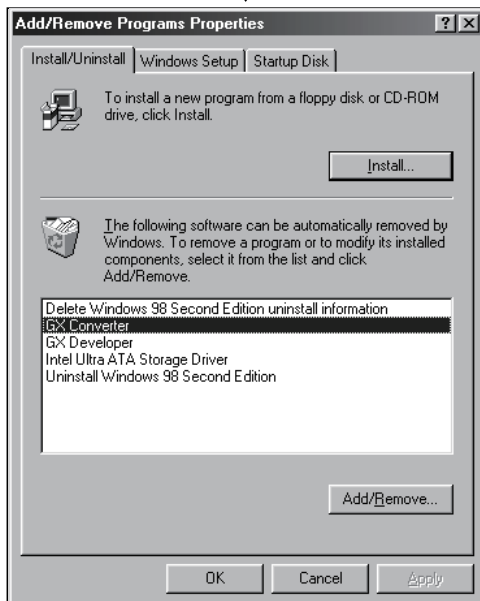 Add/Remove Programs Properties
Install/Uninstall
Windows Setup
Startup Disk
To install a new program from a floppy disk or CD-ROM
drive, click Install.
Install...
The following software can be automatically removed by
Windows. To remove a program or to modify its installed
components, select it from the list and click
Add/Remove.
Delete Windows 98 Second Edition uninstall information
GX Converter
GX Developer
Intel Ultra ATA Storage Driver
Uninstall Windows 98 Second Edition
Add/Remove...
OK
Cancel
Apply